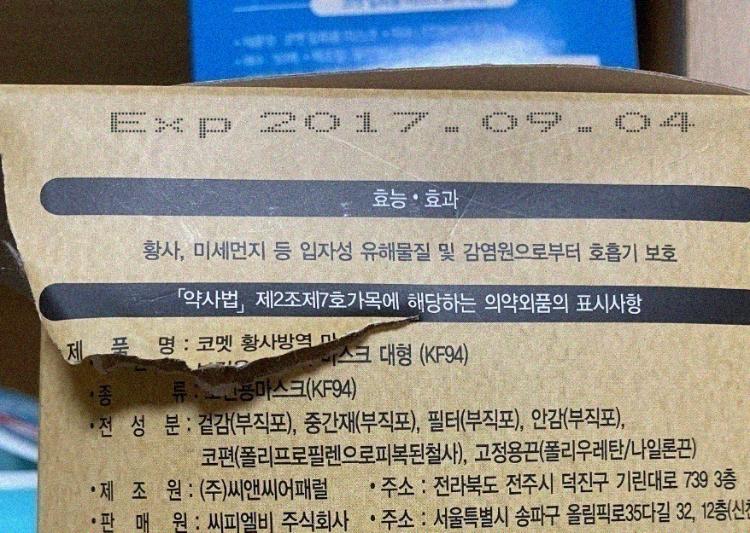 Exp 2017.09.04
효능•효과
황사, 미세먼지 등 입자성 유해물질 및 감염원으로부터 호흡기 보호
「약사법」 제2조제7호가목에 해당하는 의약외품의 표시사항
제 품 명 : 코멧 황사방역 마스크 대형 (KF94)
•종 류 : 보건용마스크(KF94)
•전 성 분 : 겉감(부직포), 중간재(부직포), 필터(부직포), 안감(부직포),
코편(폴리프로필렌으로피복된철사), 고정용끈(폴리우레탄/나일론끈)
•제 조 원 : (주)씨앤씨어패럴 •주소 : 전라북도 전주시 덕진구 기린대로 739 3층
•판 매 원 : 씨피엘비 주식회사 •주소 : 서울특별시 송파구 올림픽로35다길 32, 12층